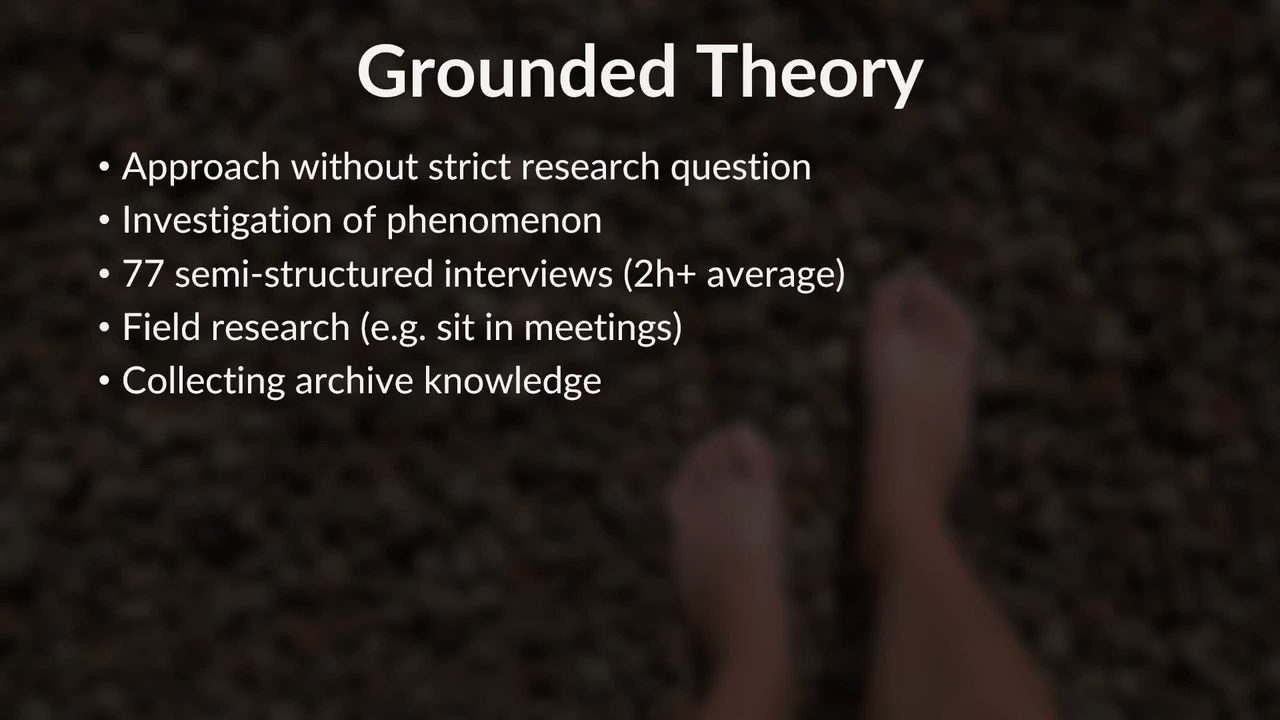 Grounded Theory
• Approach without strict research question
• Investigation of phenomenon
• 77 semi-structured interviews (2h+ average)
• Field research (e.g. sit in meetings)
• Collecting archive knowledge